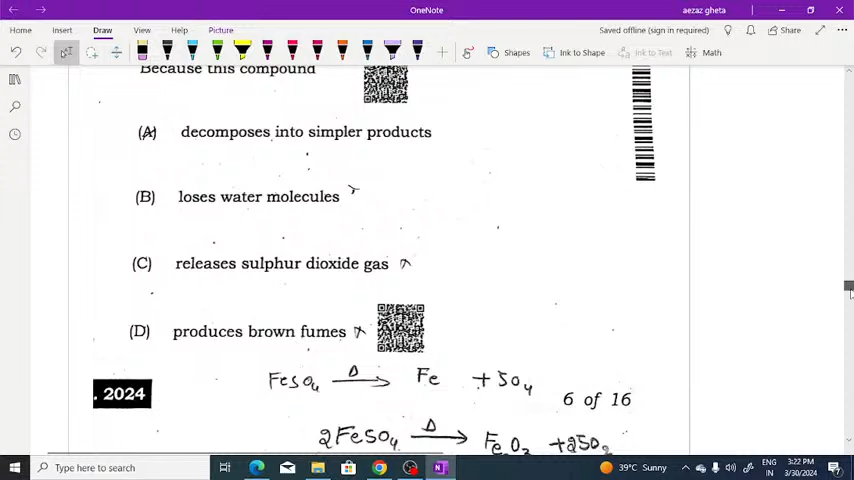 OneNote
aezaz gheta
Home Insert Draw View Help Picture
Saved offline (sign in required) Share
Shapes Ink to Shape Ink to Text Math
Because this compound
(A) decomposes into simpler products
(B) loses water molecules
(C) releases sulphur dioxide gas
(D) produces brown fumes
FeSO4 Δ→ Fe + SO4
. 2024
6 of 16
2FeSO4 Δ→ Fe2O3 + 2SO2
Type here to search
39°C Sunny
ENG
IN
3:22 PM
3/30/2024
7